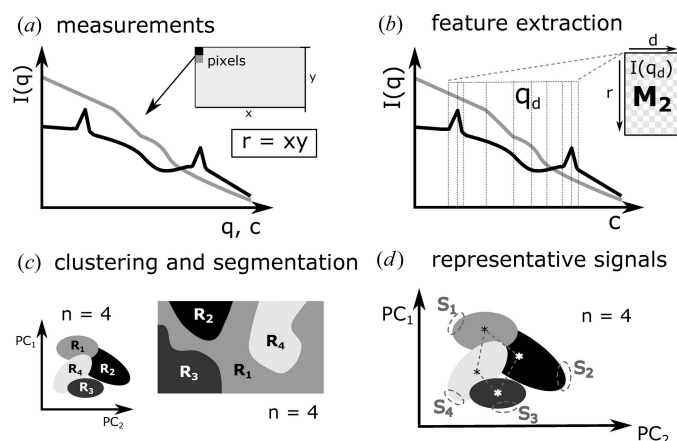 (a) measurements
I(q)
pixels
x
y
r = xy
q, c
(b) feature extraction
I(q)
q_d
d
r
I(q_d)
M_2
c
(c) clustering and segmentation
n = 4
PC_1
R_1
R_4
R_2
R_3
PC_2
R_2
R_4
R_3
R_1
n = 4
(d) representative signals
PC_1
S_1
n = 4
*
*
*
*
S_2
S_4
S_3
PC_2